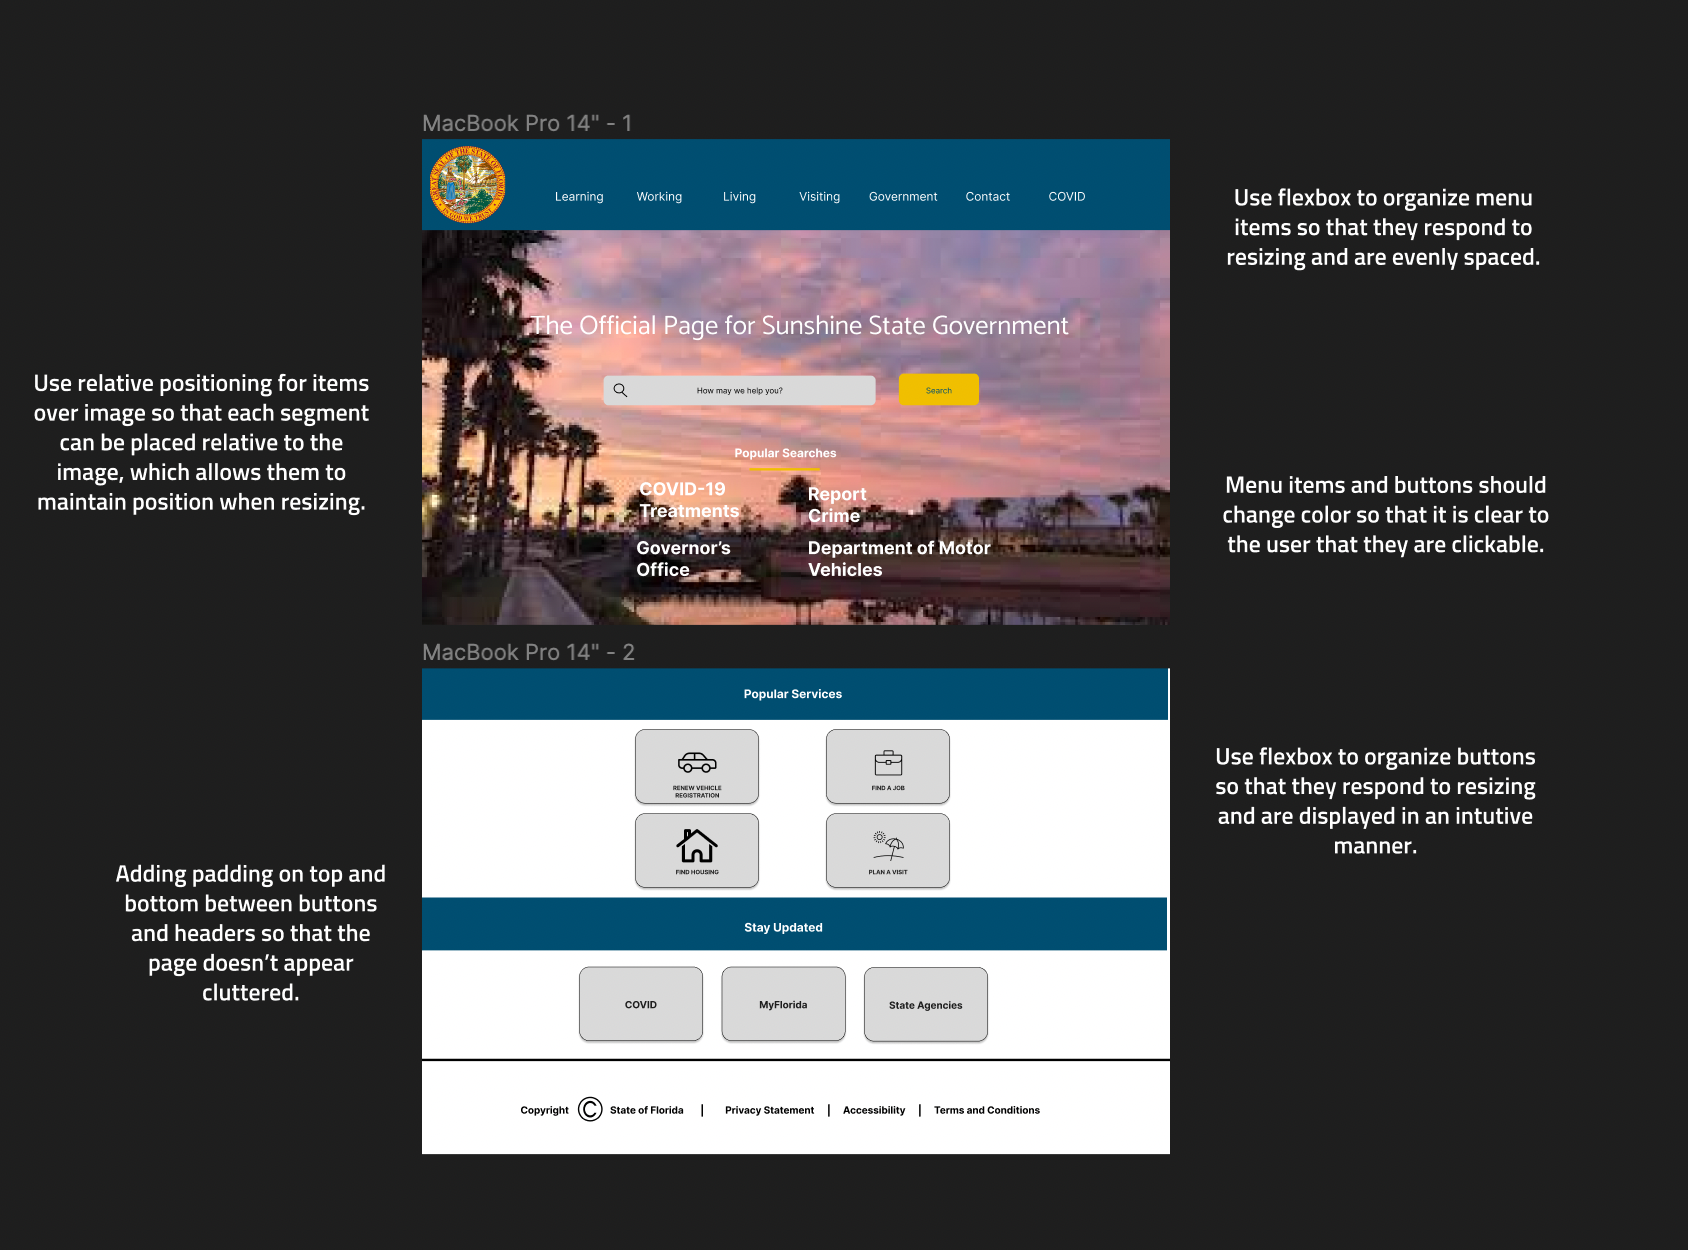 MacBook Pro 14" - 1
Learning Working Living Visiting Government Contact COVID
Use flexbox to organize menu
items so that they respond to
resizing and are evenly spaced.
The Official Page for Sunshine State Government
How may we help you?
Search
Use relative positioning for items
over image so that each segment
can be placed relative to the
image, which allows them to
maintain position when resizing.
Popular Searches
COVID-19
Treatments
Report
Crime
Governor's
Office
Department of Motor
Vehicles
Menu items and buttons should
change color so that it is clear to
the user that they are clickable.
MacBook Pro 14" - 2
Popular Services
RENEW VEHICLE
REGISTRATION
FIND A JOB
FIND HOUSING
PLAN A VISIT
Use flexbox to organize buttons
so that they respond to resizing
and are displayed in an intutive
manner.
Adding padding on top and
bottom between buttons
and headers so that the
page doesn't appear
cluttered.
Stay Updated
COVID
MyFlorida
State Agencies
Copyright © State of Florida | Privacy Statement | Accessibility | Terms and Conditions